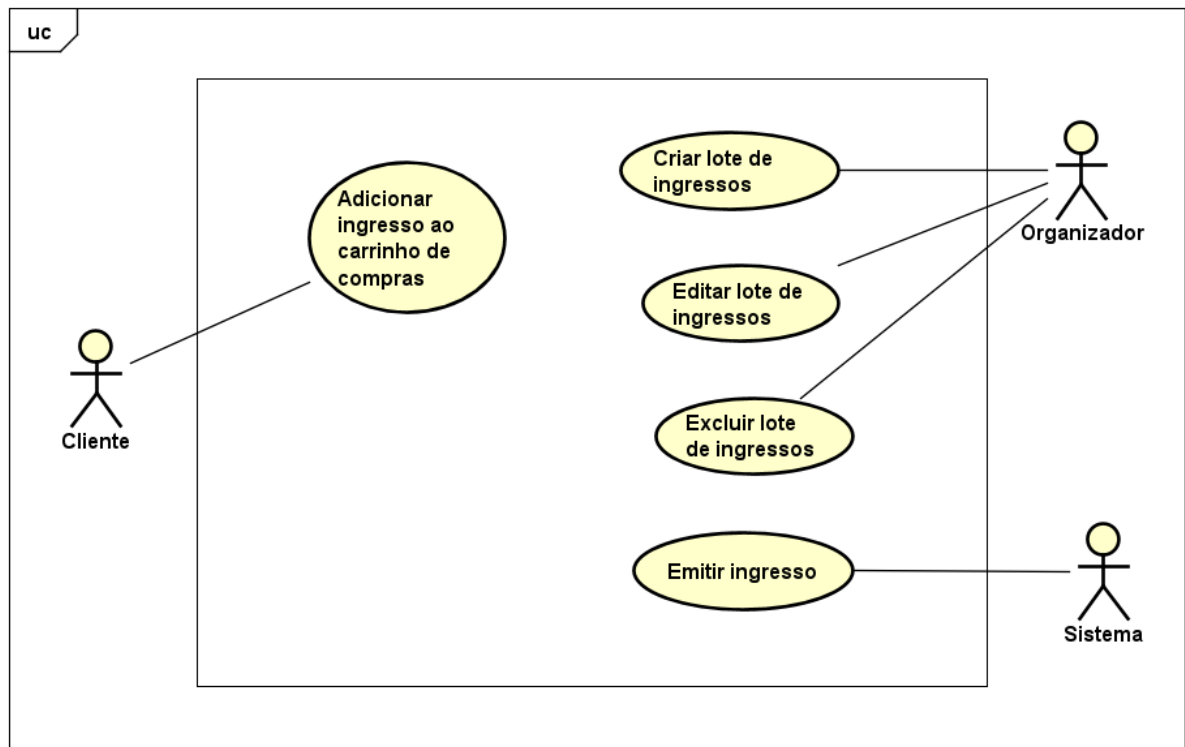 uc
Adicionar
ingresso ao
carrinho de
compras
Criar lote de
ingressos
Editar lote de
ingressos
Excluir lote
de ingressos
Emitir ingresso
Cliente
Organizador
Sistema